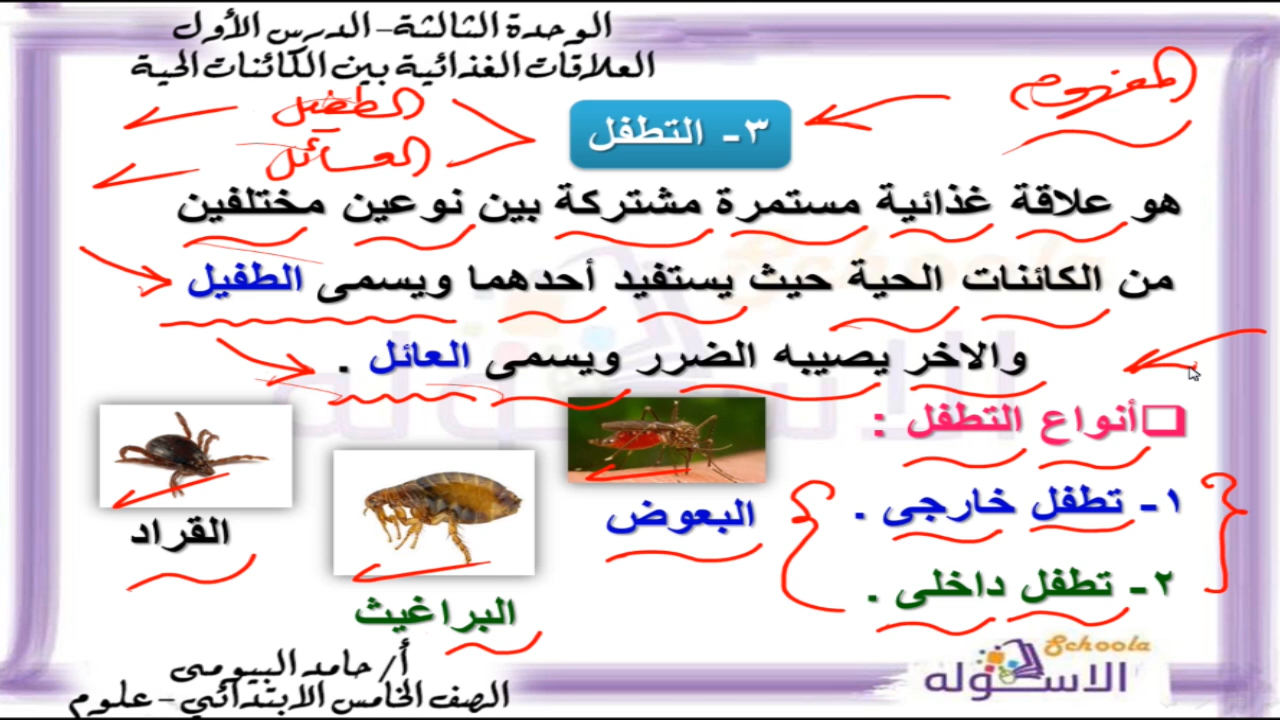 الوحدة الثالثة - الدرس الأول
العلاقات الغذائية بين الكائنات الحية
المفهوم
الطفيل
العائل
٣- التطفل
هو علاقة غذائية مستمرة مشتركة بين نوعين مختلفين
من الكائنات الحية حيث يستفيد أحدهما ويسمى الطفيل
والاخر يصيبه الضرر ويسمى العائل .
أنواع التطفل :
١- تطفل خارجى .
٢- تطفل داخلى .
البعوض
البراغيث
القراد
أ/ حامد البيومى
الصف الخامس الابتدائي - علوم
Schoola
الاسكوله